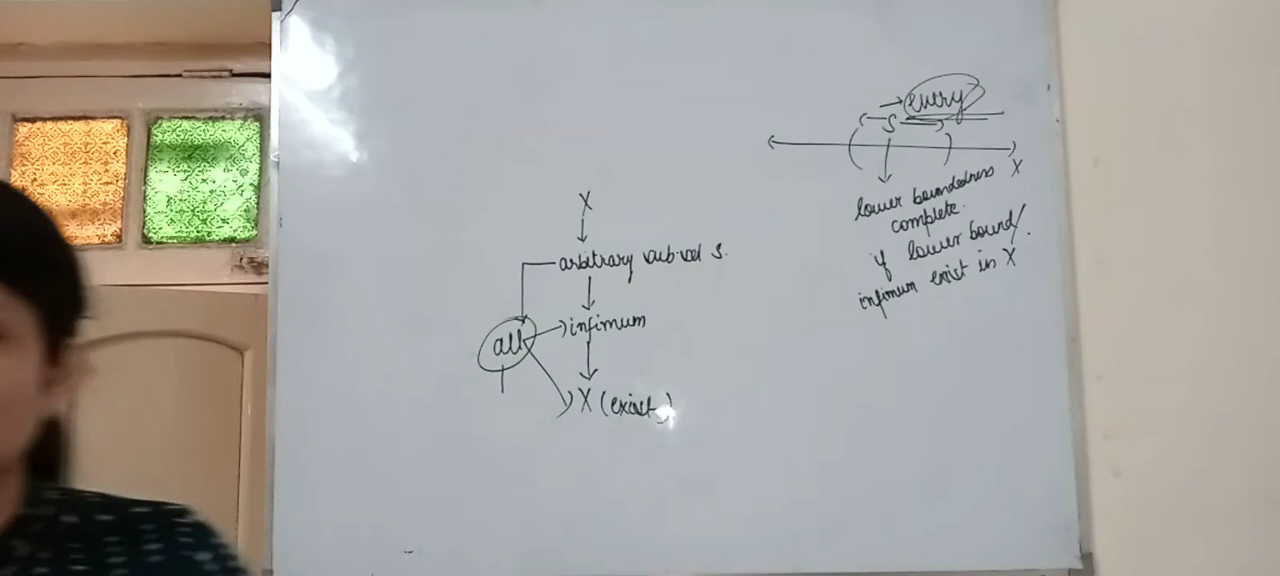 every
S
X
lower boundedness
complete.
if lower bound/
infimum exist in X
X
arbitrary sub-set S.
all
infimum
X (exist)